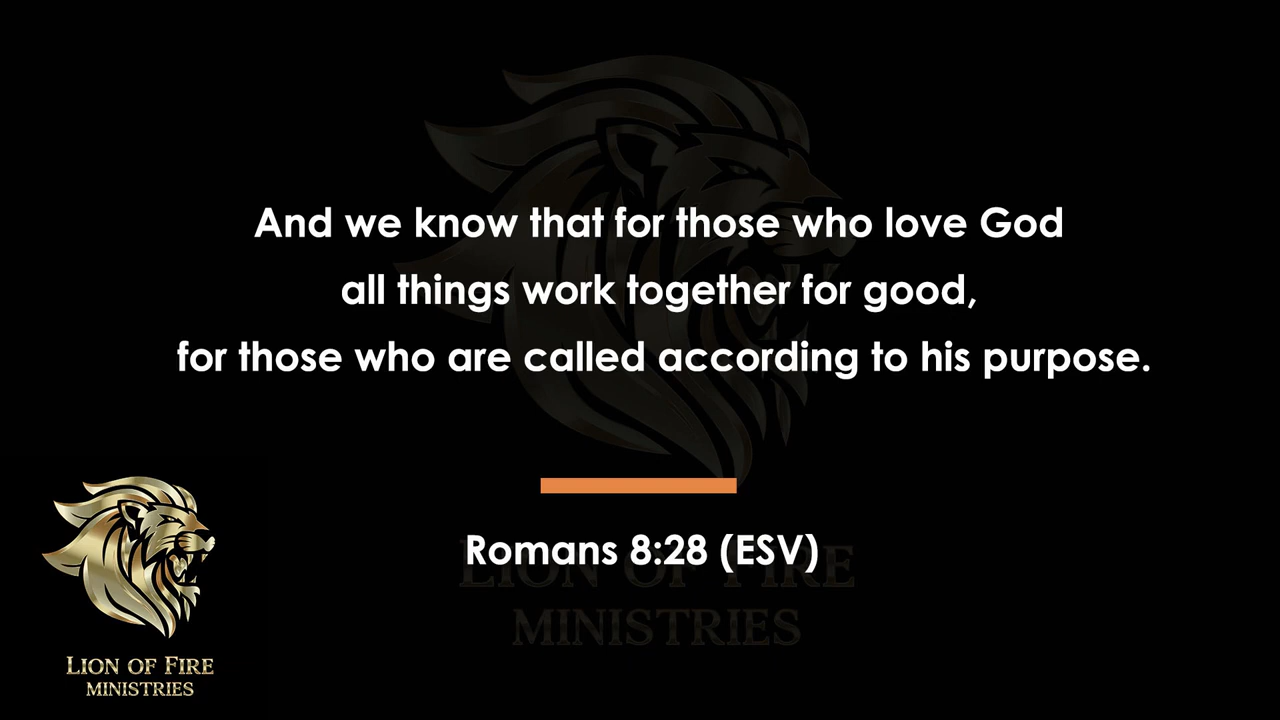 And we know that for those who love God
all things work together for good,
for those who are called according to his purpose.
Romans 8:28 (ESV)
LION OF FIRE
MINISTRIES
LION OF FIRE
MINISTRIES